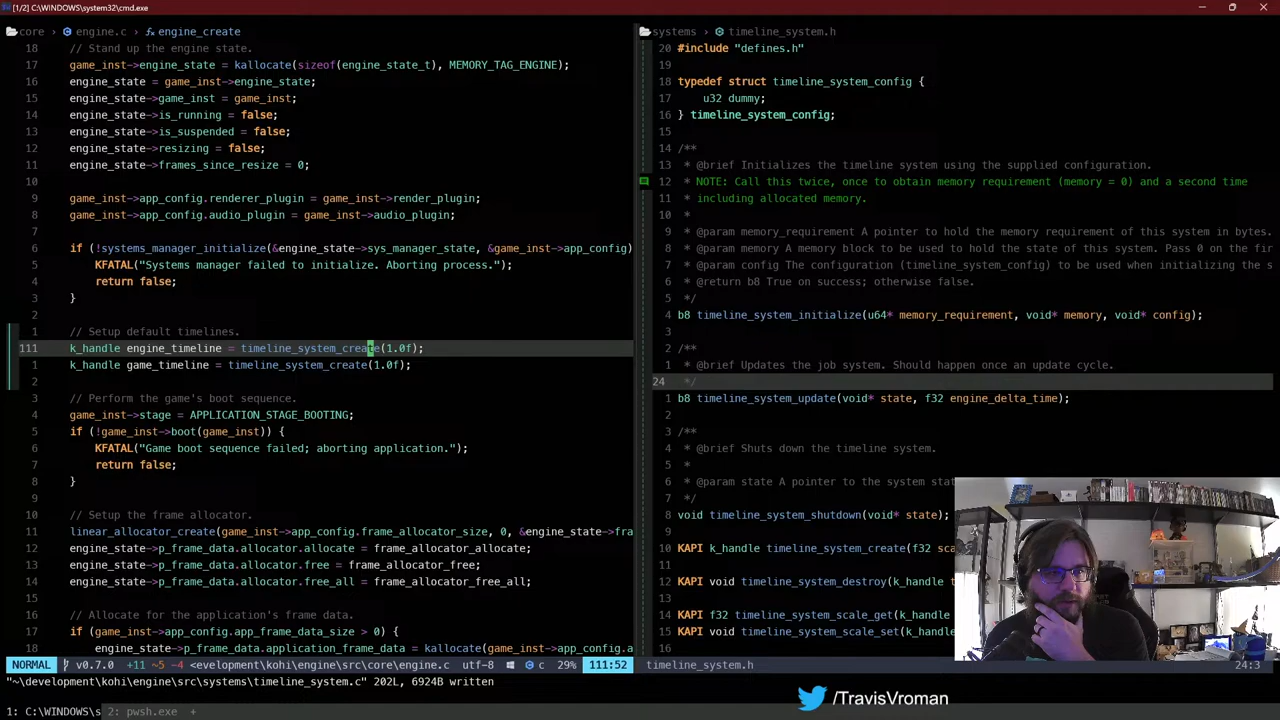 [1/2] C:\WINDOWS\system32\cmd.exe
core engine.c engine_create
18 // Stand up the engine state.
17 game_inst->engine_state = kallocate(sizeof(engine_state_t), MEMORY_TAG_ENGINE);
16 engine_state = game_inst->engine_state;
15 engine_state->game_inst = game_inst;
14 engine_state->is_running = false;
13 engine_state->is_suspended = false;
12 engine_state->resizing = false;
11 engine_state->frames_since_resize = 0;
10
9 game_inst->app_config.renderer_plugin = game_inst->render_plugin;
8 game_inst->app_config.audio_plugin = game_inst->audio_plugin;
7
6 if (!systems_manager_initialize(&engine_state->sys_manager_state, &game_inst->app_config)
5 KFATAL("Systems manager failed to initialize. Aborting process.");
4 return false;
3 }
2
1 // Setup default timelines.
111 k_handle engine_timeline = timeline_system_create(1.0f);
1 k_handle game_timeline = timeline_system_create(1.0f);
2
3 // Perform the game's boot sequence.
4 game_inst->stage = APPLICATION_STAGE_BOOTING;
5 if (!game_inst->boot(game_inst)) {
6 KFATAL("Game boot sequence failed; aborting application.");
7 return false;
8 }
9
10 // Setup the frame allocator.
11 linear_allocator_create(game_inst->app_config.frame_allocator_size, 0, &engine_state->fra
12 engine_state->p_frame_data.allocator.allocate = frame_allocator_allocate;
13 engine_state->p_frame_data.allocator.free = frame_allocator_free;
14 engine_state->p_frame_data.allocator.free_all = frame_allocator_free_all;
15
16 // Allocate for the application's frame data.
17 if (game_inst->app_config.app_frame_data_size > 0) {
18 engine_state->p_frame_data.application_frame_data = kallocate(game_inst->app_config.a
NORMAL v0.7.0 +11 ~5 -4 <evelopment\kohi\engine\src\core\engine.c utf-8 c 29% 111:52
systems timeline_system.h
20 #include "defines.h"
19
18 typedef struct timeline_system_config {
17 u32 dummy;
16 } timeline_system_config;
15
14 /**
13 * @brief Initializes the timeline system using the supplied configuration.
12 * NOTE: Call this twice, once to obtain memory requirement (memory = 0) and a second time
11 * including allocated memory.
10 *
9 * @param memory_requirement A pointer to hold the memory requirement of this system in bytes.
8 * @param memory A memory block to be used to hold the state of this system. Pass 0 on the fir
7 * @param config The configuration (timeline_system_config) to be used when initializing the s
6 * @return b8 True on success; otherwise false.
5 */
4 b8 timeline_system_initialize(u64* memory_requirement, void* memory, void* config);
3
2 /**
1 * @brief Updates the job system. Should happen once an update cycle.
24 */
1 b8 timeline_system_update(void* state, f32 engine_delta_time);
2
3 /**
4 * @brief Shuts down the timeline system.
5 *
6 * @param state A pointer to the system stat
7 */
8 void timeline_system_shutdown(void* state);
9
10 KAPI k_handle timeline_system_create(f32 sca
11
12 KAPI void timeline_system_destroy(k_handle t
13
14 KAPI f32 timeline_system_scale_get(k_handle
15 KAPI void timeline_system_scale_set(k_handle
16
timeline_system.h 24:3
"~\development\kohi\engine\src\systems\timeline_system.c" 202L, 6924B written
/TravisVroman
1: C:\WINDOWS\s 2: pwsh.exe +